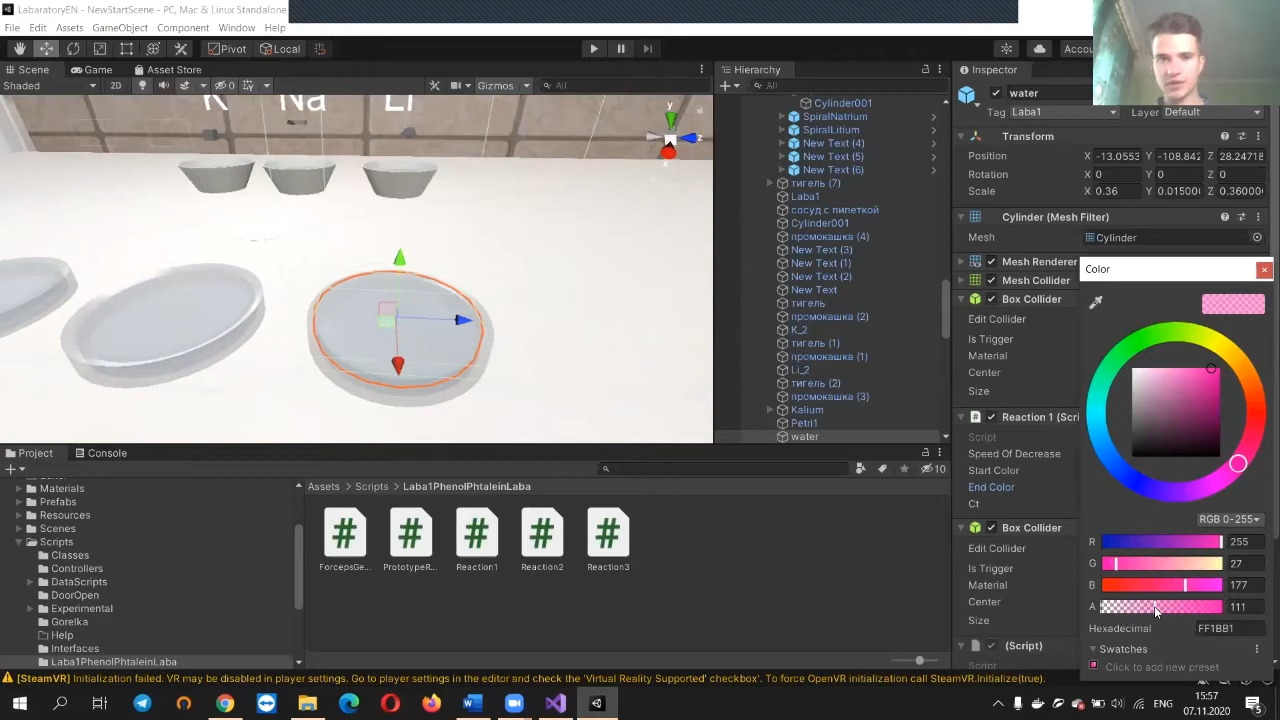 LabaratoryEN - NewStartScene - PC, Mac & Linux Standalone
File Edit Assets GameObject Component Window Help
Pivot Local
Accou
Scene Game Asset Store
Shaded 2D 0 Gizmos All
K Na Li
y
z
Hierarchy
All
Cylinder001
SpiralNatrium
SpiralLitium
New Text (4)
New Text (5)
New Text (6)
тигель (7)
Laba1
сосуд с пипеткой
Cylinder001
промокашка (4)
New Text (3)
New Text (1)
New Text (2)
New Text
тигель
промокашка (2)
K_2
тигель (1)
промокашка (1)
Li_2
тигель (2)
промокашка (3)
Kalium
Petri1
water
Inspector
water
Tag Laba1 Layer Default
Transform
Position X -13.0553 Y -108.842 Z 28.24718
Rotation X 0 Y 0 Z 0
Scale X 0.36 Y 0.01500 Z 0.36000
Cylinder (Mesh Filter)
Mesh Cylinder
Mesh Rendere
Mesh Collider
Box Collider
Edit Collider
Is Trigger
Material
Center
Size
Reaction 1 (Scri
Script
Speed Of Decrease
Start Color
End Color
Ct
Box Collider
Edit Collider
Is Trigger
Material
Center
Size
(Script)
Script
Color
RGB 0-255
R 255
G 27
B 177
A 111
Hexadecimal FF1BB1
Swatches
Click to add new preset
Project Console
10
Materials
Prefabs
Resources
Scenes
Scripts
Classes
Controllers
DataScripts
DoorOpen
Experimental
Gorelka
Help
Interfaces
Laba1PhenolPhtaleinLaba
Assets > Scripts > Laba1PhenolPhtaleinLaba
ForcepsGe... PrototypeR... Reaction1 Reaction2 Reaction3
[SteamVR] Initialization failed. VR may be disabled in player settings. Go to player settings in the editor and check the 'Virtual Reality Supported' checkbox'. To force OpenVR initialization call SteamVR.Initialize(true).
ENG
15:57
07.11.2020
5